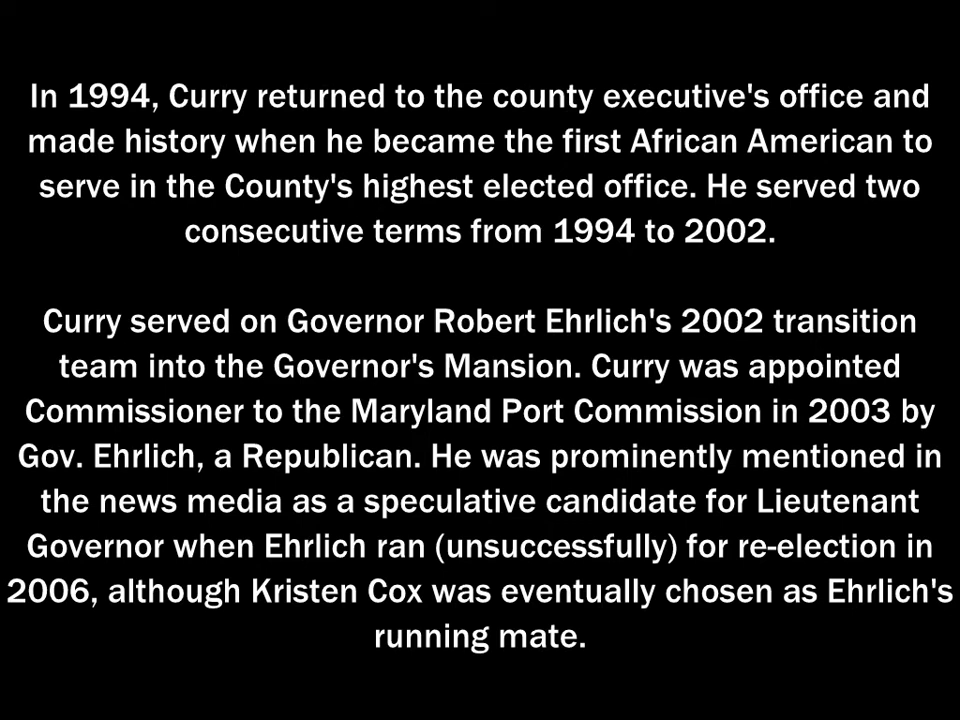 In 1994, Curry returned to the county executive's office and
made history when he became the first African American to
serve in the County's highest elected office. He served two
consecutive terms from 1994 to 2002.
Curry served on Governor Robert Ehrlich's 2002 transition
team into the Governor's Mansion. Curry was appointed
Commissioner to the Maryland Port Commission in 2003 by
Gov. Ehrlich, a Republican. He was prominently mentioned in
the news media as a speculative candidate for Lieutenant
Governor when Ehrlich ran (unsuccessfully) for re-election in
2006, although Kristen Cox was eventually chosen as Ehrlich's
running mate.